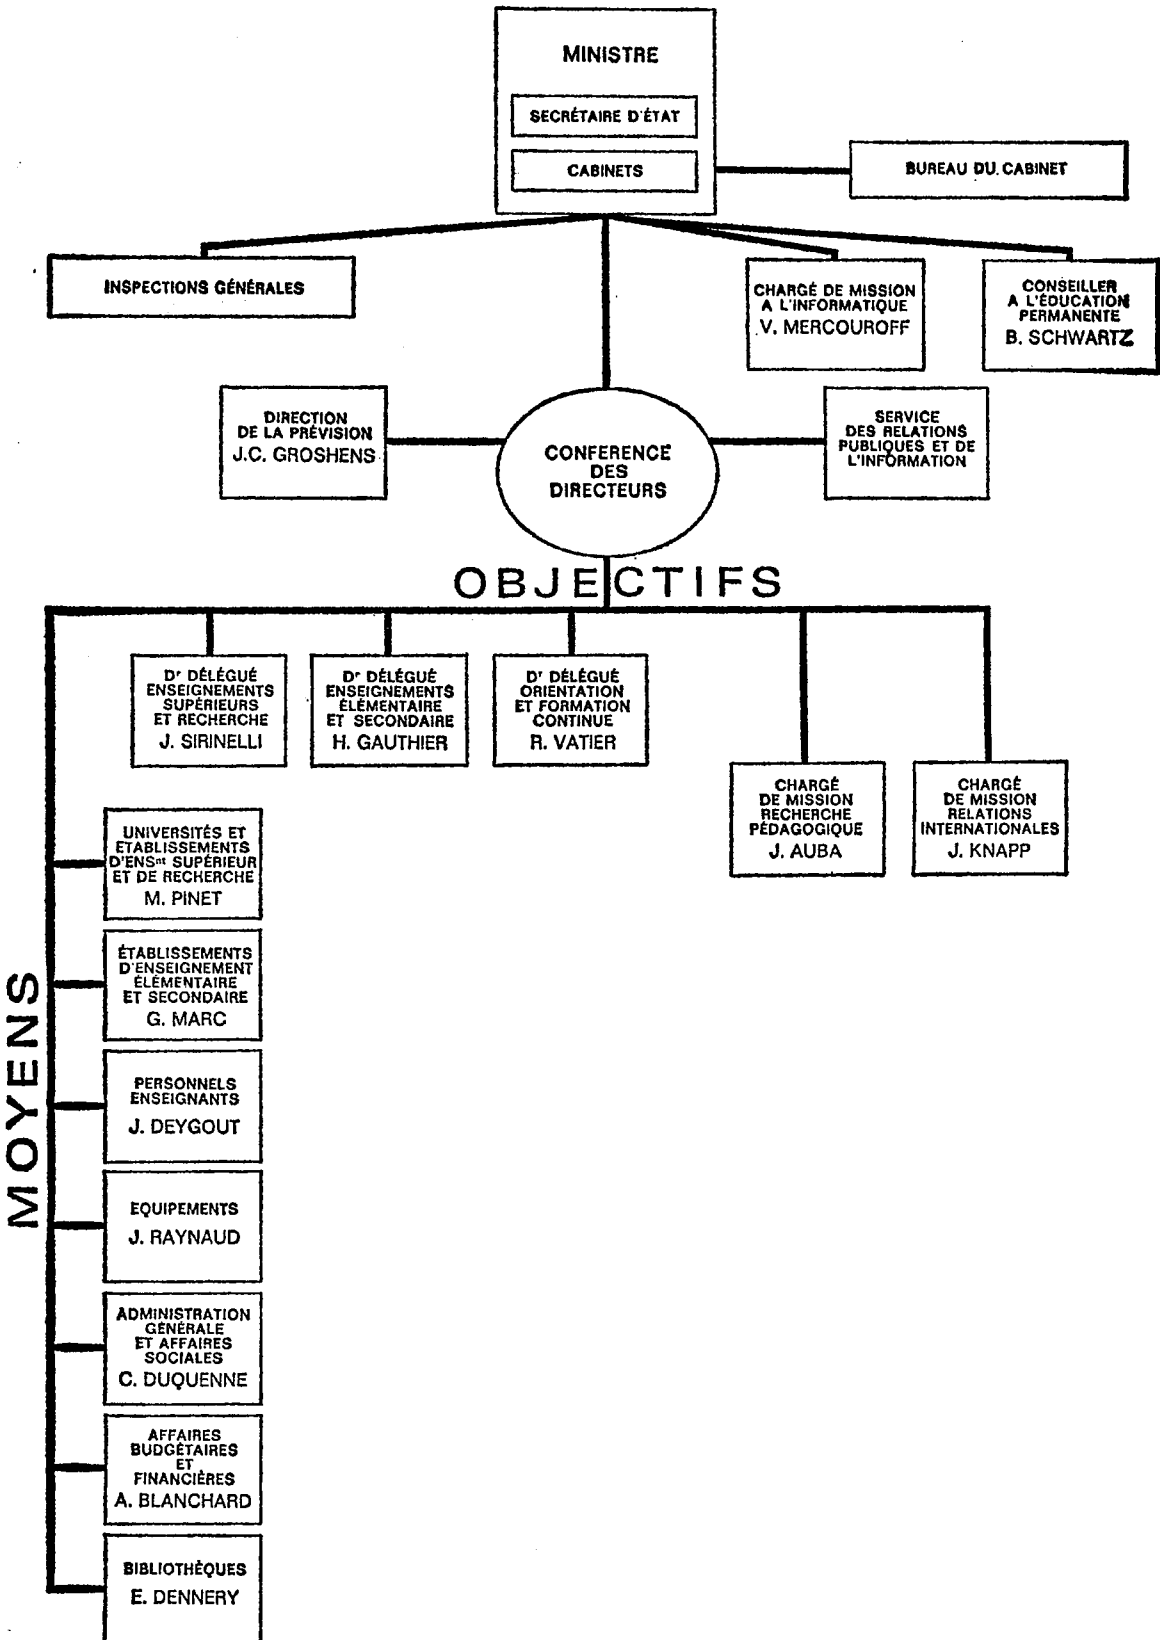 MINISTRE
SECRÉTAIRE D'ÉTAT
CABINETS
BUREAU DU CABINET
INSPECTIONS GÉNÉRALES
CHARGÉ DE MISSION
A L'INFORMATIQUE
V. MERCOUROFF
CONSEILLER
A L'ÉDUCATION
PERMANENTE
B. SCHWARTZ
DIRECTION
DE LA PRÉVISION
J.C. GROSHENS
CONFERENCE
DES
DIRECTEURS
SERVICE
DES RELATIONS
PUBLIQUES ET DE
L'INFORMATION
OBJECTIFS
Dʳ DÉLÉGUÉ
ENSEIGNEMENTS
SUPÉRIEURS
ET RECHERCHE
J. SIRINELLI
Dʳ DÉLÉGUÉ
ENSEIGNEMENTS
ÉLÉMENTAIRE
ET SECONDAIRE
H. GAUTHIER
Dʳ DÉLÉGUÉ
ORIENTATION
ET FORMATION
CONTINUE
R. VATIER
CHARGÉ
DE MISSION
RECHERCHE
PÉDAGOGIQUE
J. AUBA
CHARGÉ
DE MISSION
RELATIONS
INTERNATIONALES
J. KNAPP
MOYENS
UNIVERSITÉS ET
ETABLISSEMENTS
D'ENSⁿᵗ SUPÉRIEUR
ET DE RECHERCHE
M. PINET
ÉTABLISSEMENTS
D'ENSEIGNEMENT
ÉLÉMENTAIRE
ET SECONDAIRE
G. MARC
PERSONNELS
ENSEIGNANTS
J. DEYGOUT
EQUIPEMENTS
J. RAYNAUD
ADMINISTRATION
GÉNÉRALE
ET AFFAIRES
SOCIALES
C. DUQUENNE
AFFAIRES
BUDGÉTAIRES
ET
FINANCIÈRES
A. BLANCHARD
BIBLIOTHÈQUES
E. DENNERY